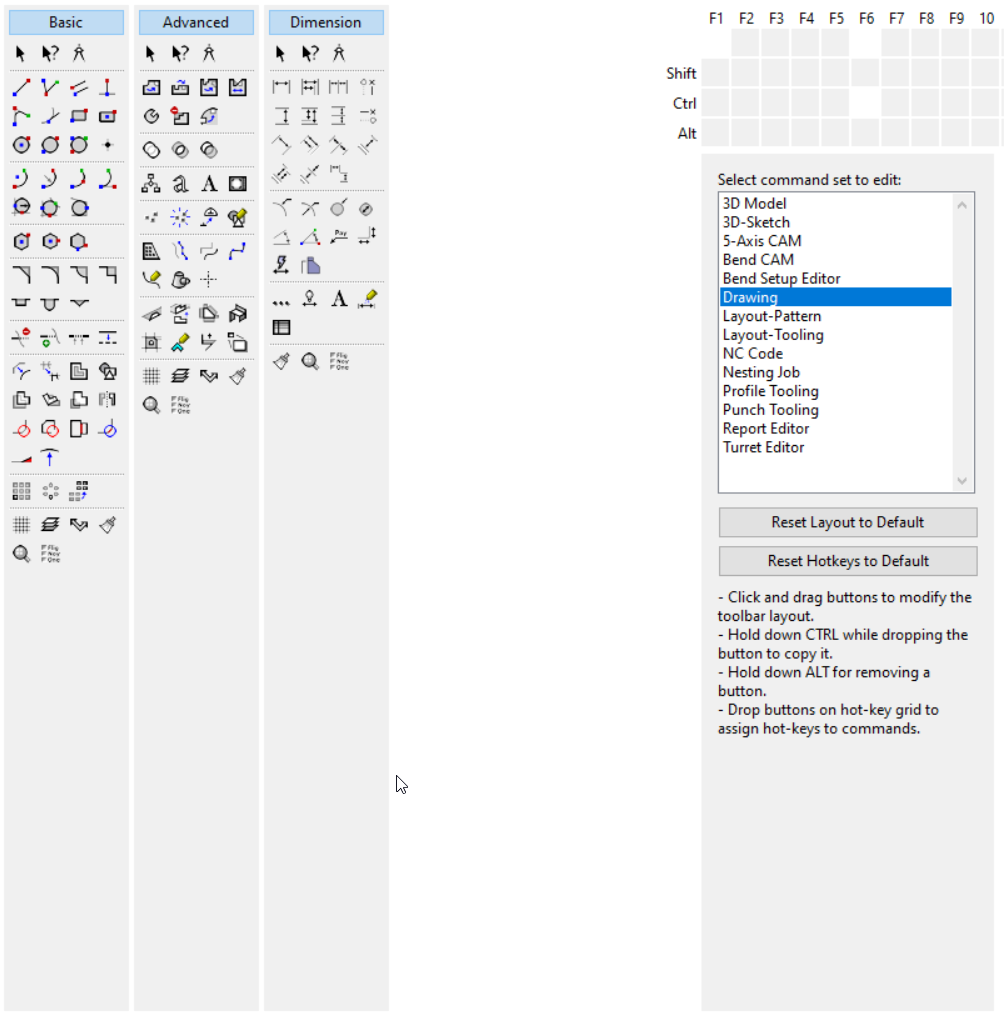 Basic
Advanced
Dimension
F1 F2 F3 F4 F5 F6 F7 F8 F9 10
Shift
Ctrl
Alt
Select command set to edit:
3D Model
3D-Sketch
5-Axis CAM
Bend CAM
Bend Setup Editor
Drawing
Layout-Pattern
Layout-Tooling
NC Code
Nesting Job
Profile Tooling
Punch Tooling
Report Editor
Turret Editor
Reset Layout to Default
Reset Hotkeys to Default
- Click and drag buttons to modify the
toolbar layout.
- Hold down CTRL while dropping the
button to copy it.
- Hold down ALT for removing a
button.
- Drop buttons on hot-key grid to
assign hot-keys to commands.